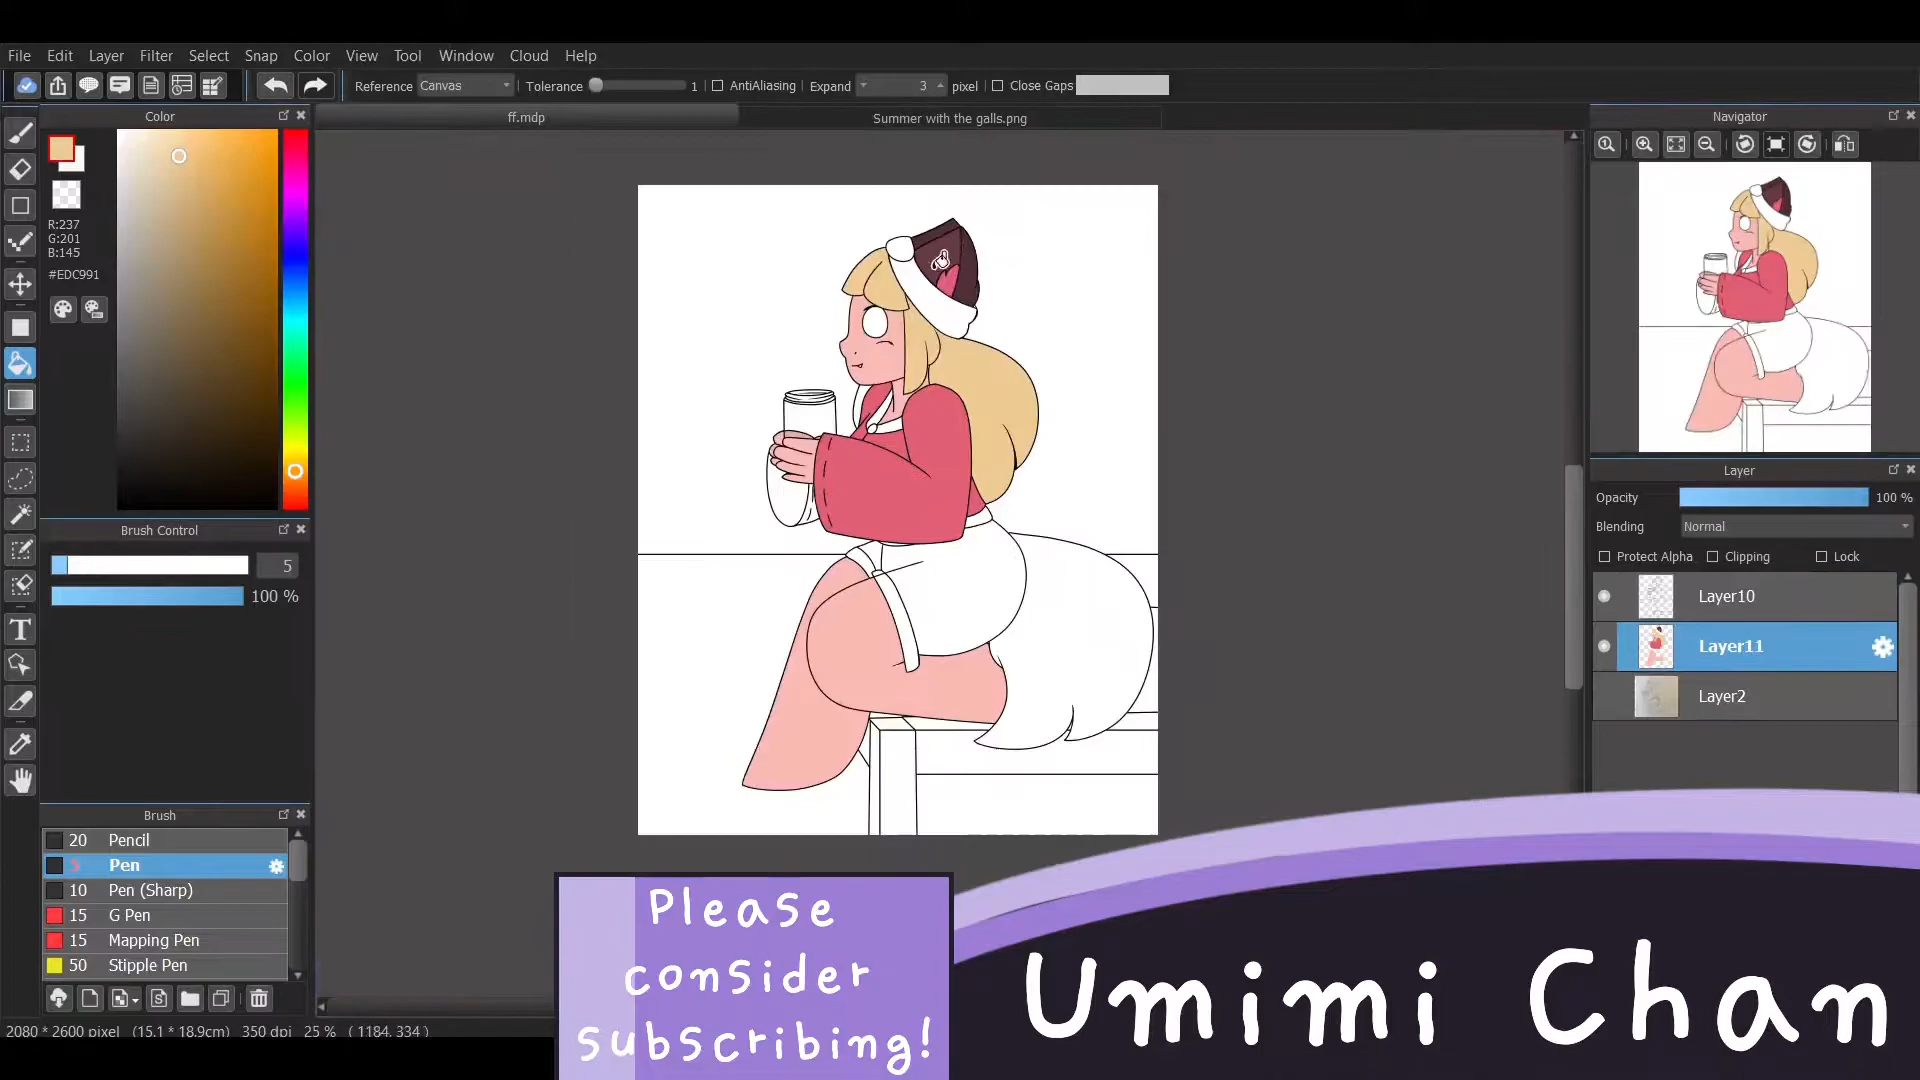 File Edit Layer Filter Select Snap Color View Tool Window Cloud Help
Reference Canvas Tolerance 1 AntiAliasing Expand 3 pixel Close Gaps
Color
ff.mdp
Summer with the galls.png
Navigator
R:237
G:201
B:145
#EDC991
Brush Control
5
100 %
Layer
Opacity 100 %
Blending Normal
Protect Alpha Clipping Lock
Layer10
Layer11
Layer2
Brush
20 Pencil
5 Pen
10 Pen (Sharp)
15 G Pen
15 Mapping Pen
50 Stipple Pen
2080 * 2600 pixel (15.1 * 18.9cm) 350 dpi 25 % ( 1184, 334 )
Please
consider
subscribing!
Umimi Chan